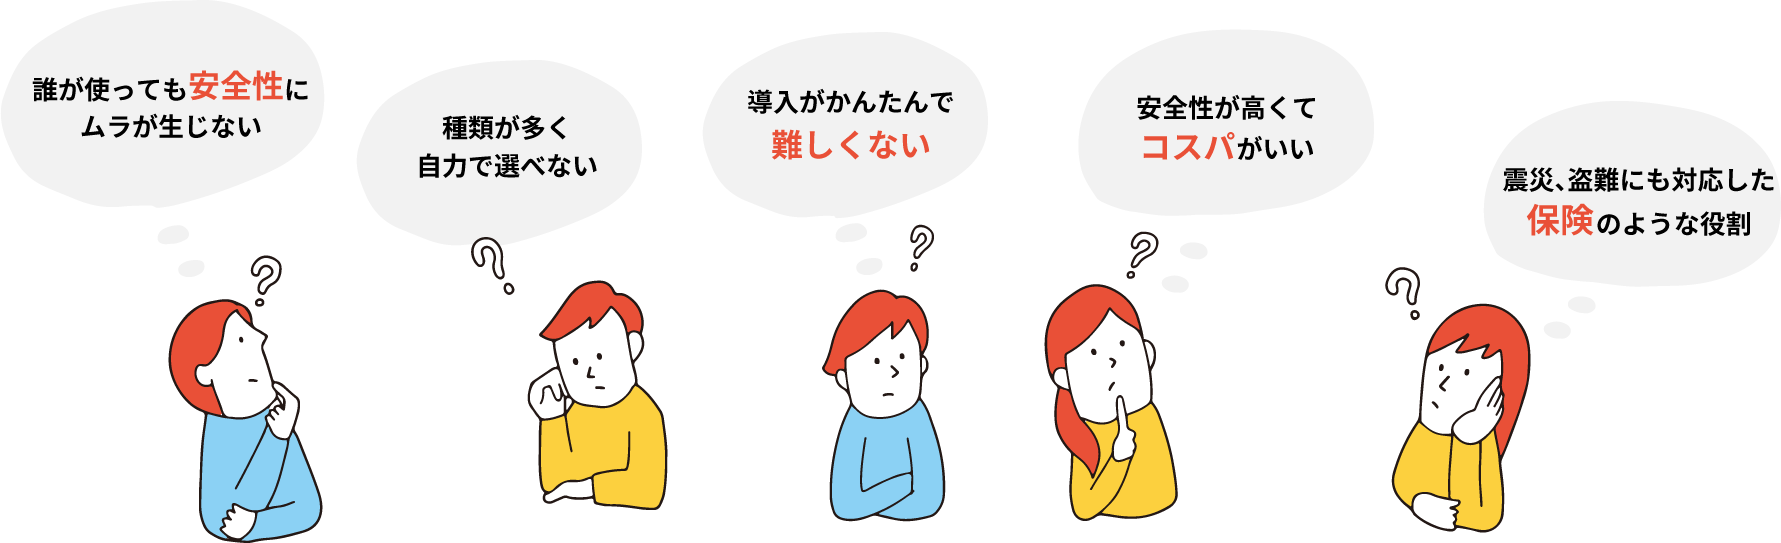 誰が使っても安全性に
ムラが生じない
種類が多く
自力で選べない
導入がかんたんで
難しくない
安全性が高くて
コスパがいい
震災、盗難にも対応した
保険のような役割